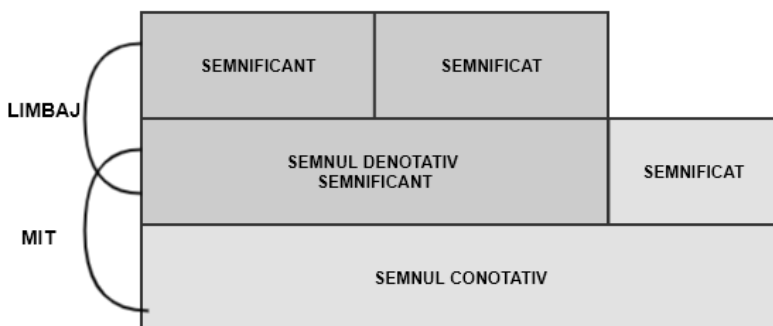 SEMNIFICANT
SEMNIFICAT
LIMBAJ
SEMNUL DENOTATIV
SEMNIFICANT
SEMNIFICAT
MIT
SEMNUL CONOTATIV